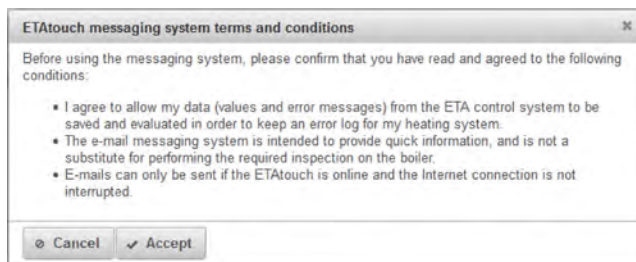 ETAtouch messaging system terms and conditions
Before using the messaging system, please confirm that you have read and agreed to the following
conditions:
• I agree to allow my data (values and error messages) from the ETA control system to be
saved and evaluated in order to keep an error log for my heating system.
• The e-mail messaging system is intended to provide quick information, and is not a
substitute for performing the required inspection on the boiler.
• E-mails can only be sent if the ETAtouch is online and the Internet connection is not
interrupted.
Cancel Accept